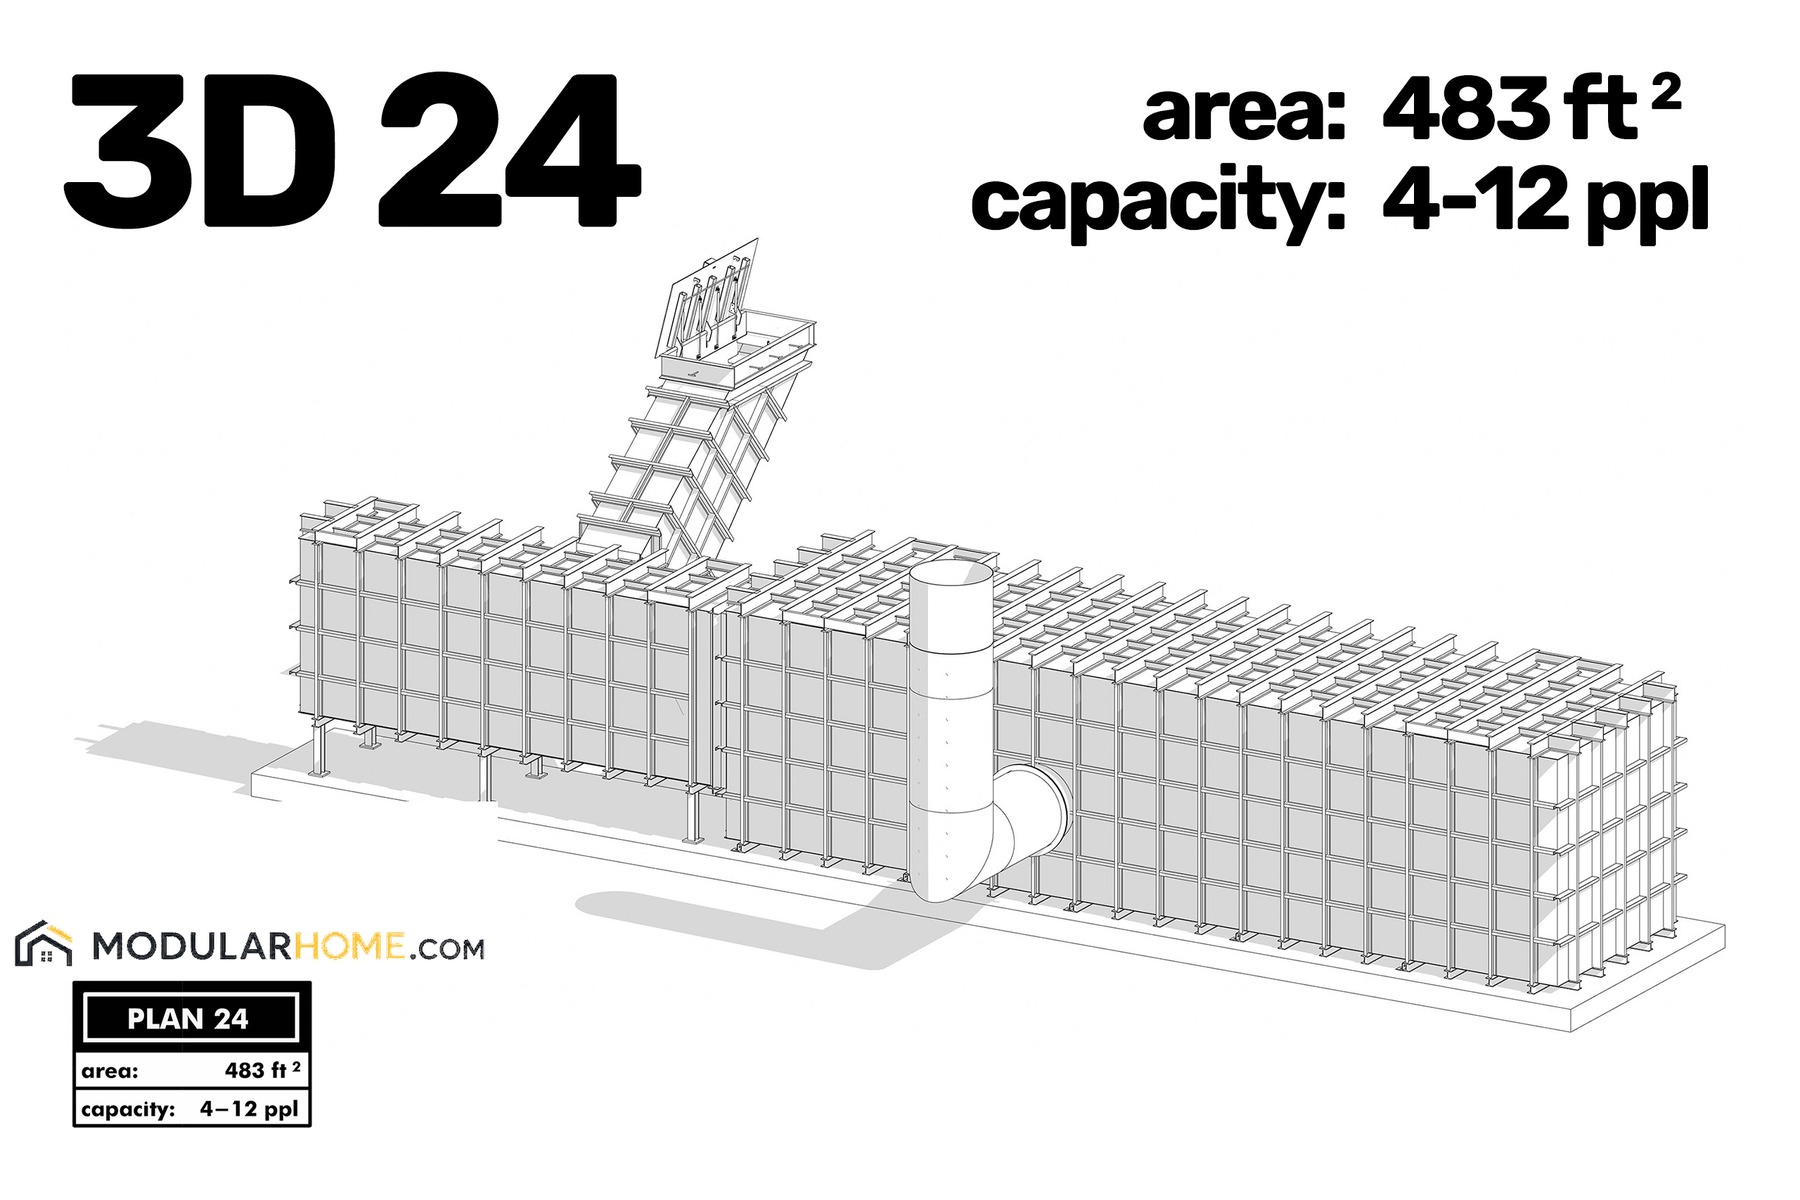 3D 24
area: 483 ft ²
capacity: 4-12 ppl
MODULARHOME.COM
PLAN 24
area: 483 ft ²
capacity: 4–12 ppl